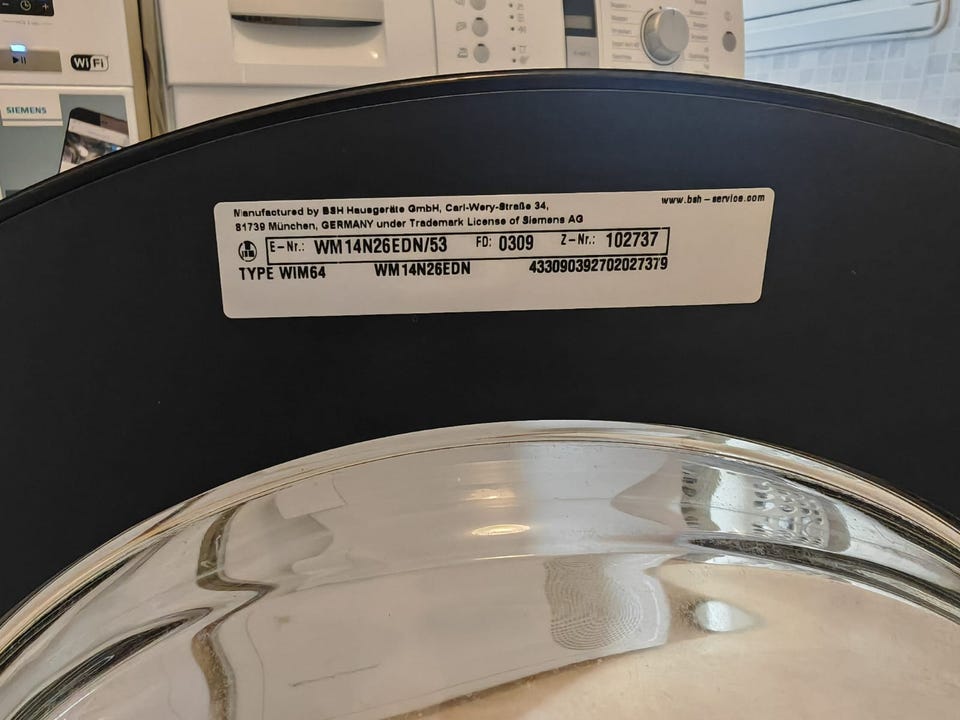 WiFi
SIEMENS
Manufactured by BSH Hausgeräte GmbH, Carl-Wery-Straße 34,
81739 München, GERMANY under Trademark License of Siemens AG
www.bsh-service.com
E-Nr.: WM14N26EDN/53 FD: 0309 Z-Nr.: 102737
TYPE WIM64 WM14N26EDN 433090392702027379